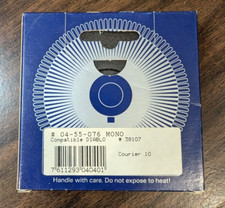 # 04-55-076 MONO
Compatible DIABLO # 38107
Courier 10
7611293040401
Handle with care. Do not expose to heat!